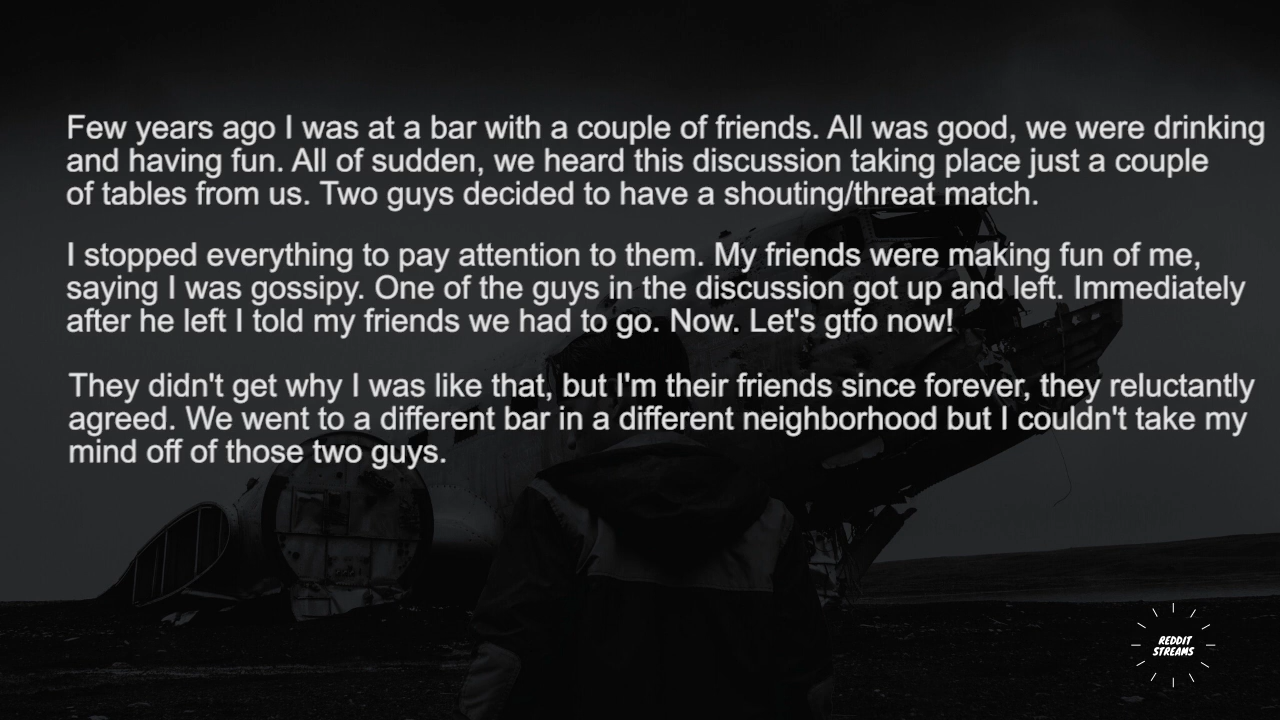 Few years ago I was at a bar with a couple of friends. All was good, we were drinking
and having fun. All of sudden, we heard this discussion taking place just a couple
of tables from us. Two guys decided to have a shouting/threat match.
I stopped everything to pay attention to them. My friends were making fun of me,
saying I was gossipy. One of the guys in the discussion got up and left. Immediately
after he left I told my friends we had to go. Now. Let's gtfo now!
They didn't get why I was like that, but I'm their friends since forever, they reluctantly
agreed. We went to a different bar in a different neighborhood but I couldn't take my
mind off of those two guys.
REDDIT
STREAMS